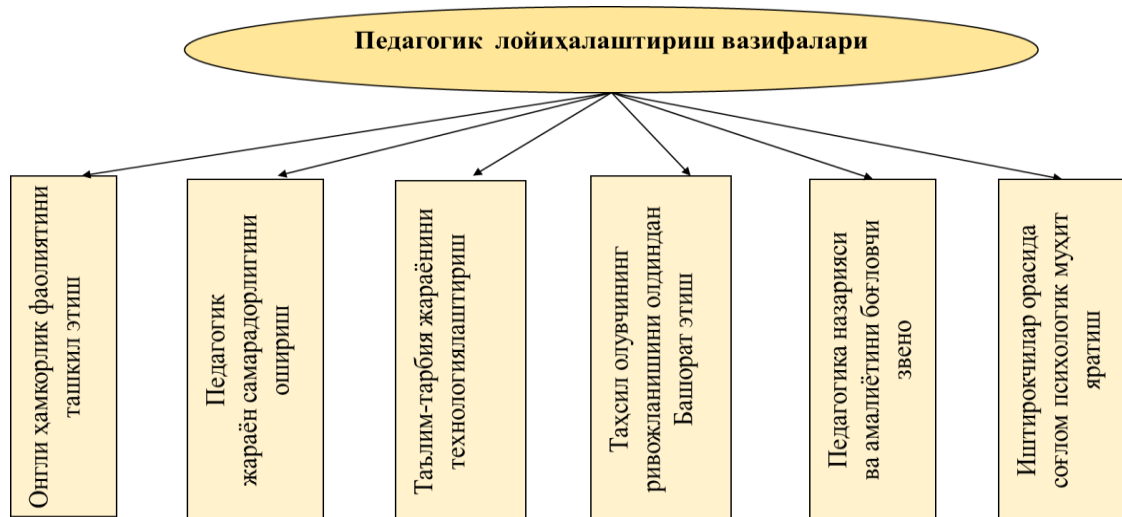 Педагогик лойиҳалаштириш вазифалари
Онгли ҳамкорлик фаолиятини
ташкил этиш
Педагогик
жараён самарадорлигини
ошириш
Таълим-тарбия жараёнини
технологиялаштириш
Таҳсил олувчининг
ривожланишини олдиндан
Башорат этиш
Педагогика назарияси
ва амалиётини боғловчи
звено
Иштирокчилар орасида
соғлом психологик муҳит
яратиш